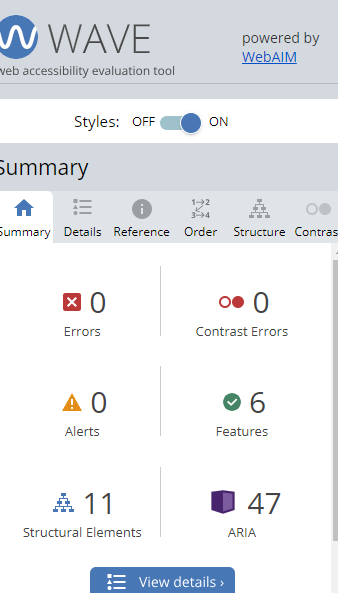 WAVE
powered by
WebAIM
web accessibility evaluation tool
Styles: OFF ON
Summary
Summary Details Reference Order Structure Contras
0 Errors
0 Contrast Errors
0 Alerts
6 Features
11 Structural Elements
47 ARIA
View details ›